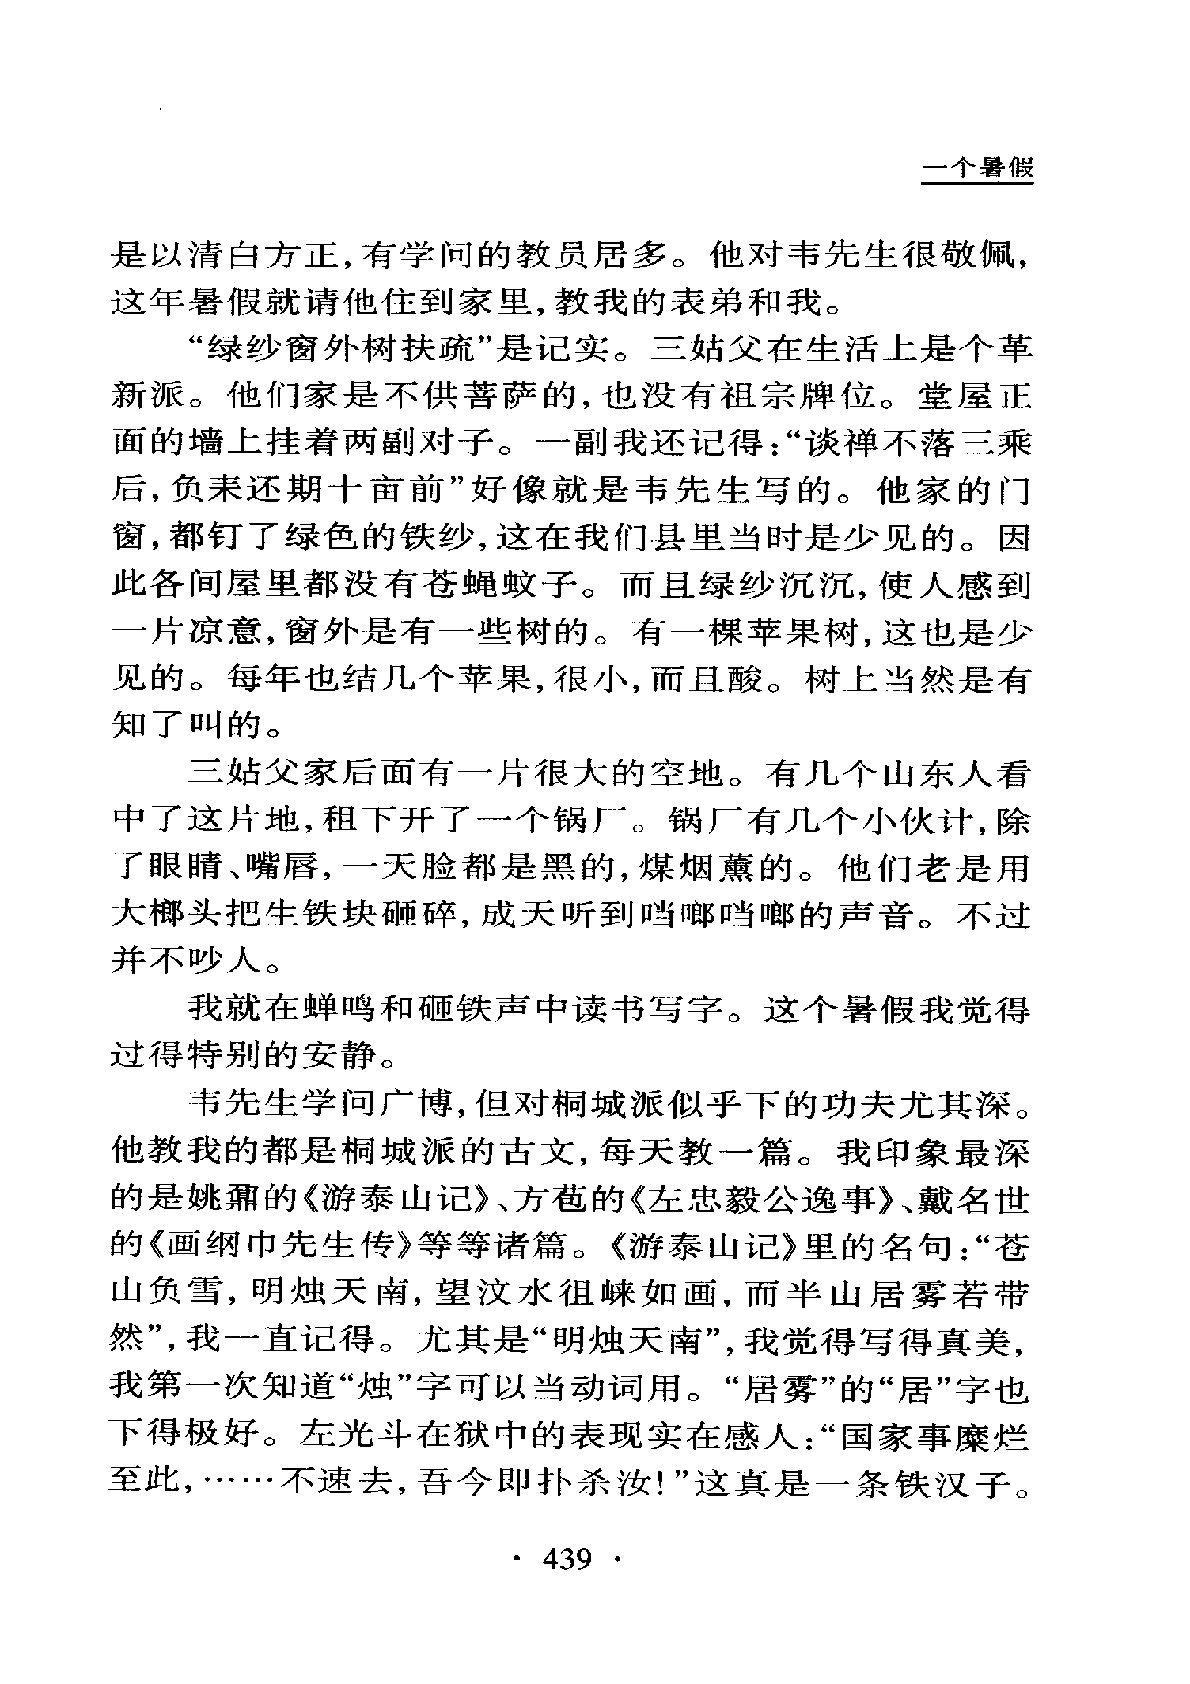 一个暑假
是以清白方正,有学问的教员居多。他对韦先生很敬佩,
这年暑假就请他住到家里,教我的表弟和我。
“绿纱窗外树扶疏”是记实。三姑父在生活上是个革
新派。他们家是不供菩萨的,也没有祖宗牌位。堂屋正
面的墙上挂着两副对子。一副我还记得:“谈禅不落三乘
后,负耒还期十亩前”好像就是韦先生写的。他家的门
窗,都钉了绿色的铁纱,这在我们县里当时是少见的。因
此各间屋里都没有苍蝇蚊子。而且绿纱沉沉,使人感到
一片凉意,窗外是有一些树的。有一棵苹果树,这也是少
见的。每年也结几个苹果,很小,而且酸。树上当然是有
知了叫的。
三姑父家后面有一片很大的空地。有几个山东人看
中了这片地,租下开了一个锅厂。锅厂有几个小伙计,除
了眼睛、嘴唇,一天脸都是黑的,煤烟薰的。他们老是用
大榔头把生铁块砸碎,成天听到哐啷哐啷的声音。不过
并不吵人。
我就在蝉鸣和砸铁声中读书写字。这个暑假我觉得
过得特别的安静。
韦先生学问广博,但对桐城派似乎下的功夫尤其深。
他教我的都是桐城派的古文,每天教一篇。我印象最深
的是姚鼐的《游泰山记》、方苞的《左忠毅公逸事》、戴名世
的《画纲巾先生传》等等诸篇。《游泰山记》里的名句:“苍
山负雪,明烛天南,望汶水徂崃如画,而半山居雾若带
然”,我一直记得。尤其是“明烛天南”,我觉得写得真美,
我第一次知道“烛”字可以当动词用。“居雾”的“居”字也
下得极好。左光斗在狱中的表现实在感人:“国家事糜烂
至此,……不速去,吾今即扑杀汝!”这真是一条铁汉子。
· 439 ·